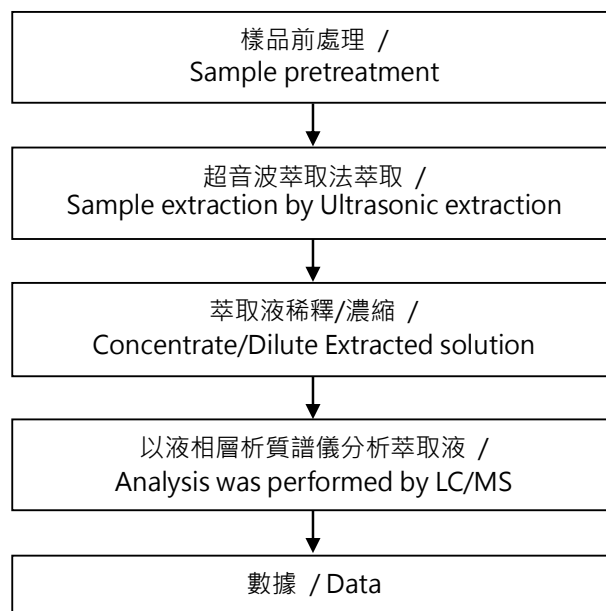 樣品前處理 /
Sample pretreatment
超音波萃取法萃取 /
Sample extraction by Ultrasonic extraction
萃取液稀釋/濃縮 /
Concentrate/Dilute Extracted solution
以液相層析質譜儀分析萃取液 /
Analysis was performed by LC/MS
數據 / Data